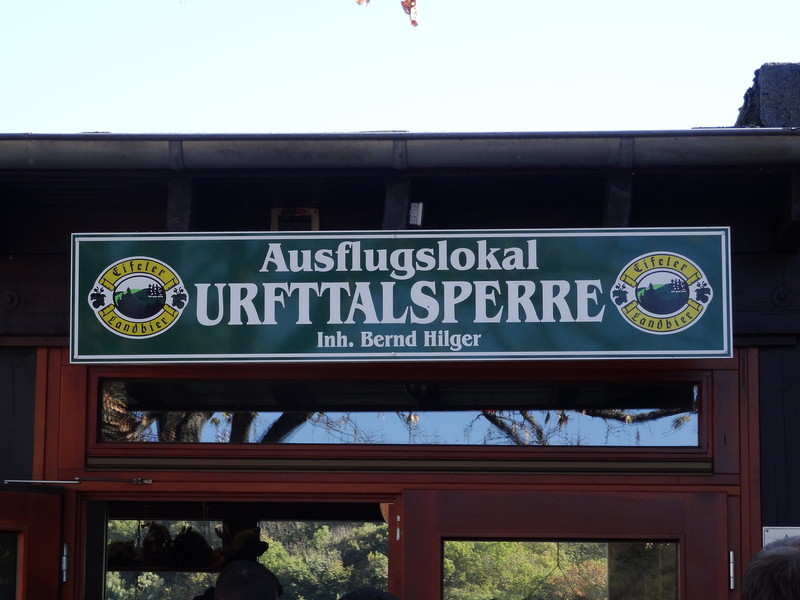 Ausflugslokal
URFTTALSPERRE
Inh. Bernd Hilger
Eifeler
Landbier
Eifeler
Landbier